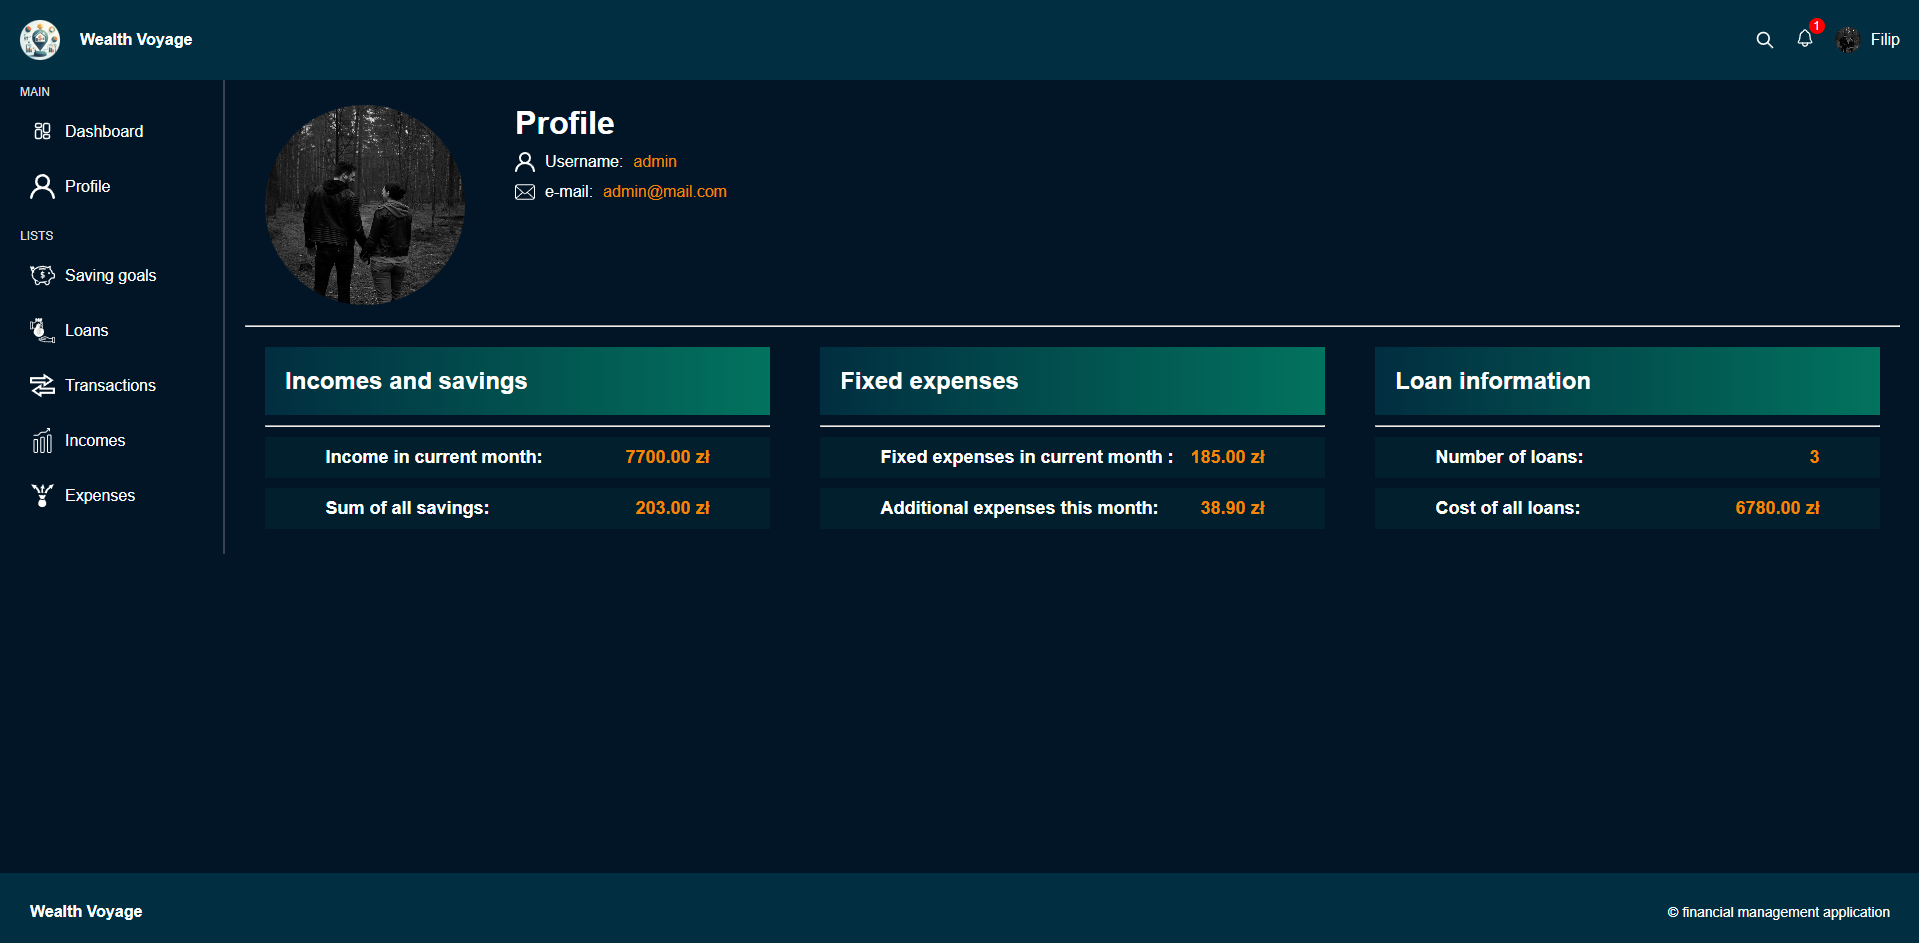 Wealth Voyage
1
Filip
MAIN
Dashboard
Profile
LISTS
Saving goals
Loans
Transactions
Incomes
Expenses
Profile
Username: admin
e-mail: admin@mail.com
Incomes and savings
Income in current month: 7700.00 zł
Sum of all savings: 203.00 zł
Fixed expenses
Fixed expenses in current month : 185.00 zł
Additional expenses this month: 38.90 zł
Loan information
Number of loans: 3
Cost of all loans: 6780.00 zł
Wealth Voyage
© financial management application